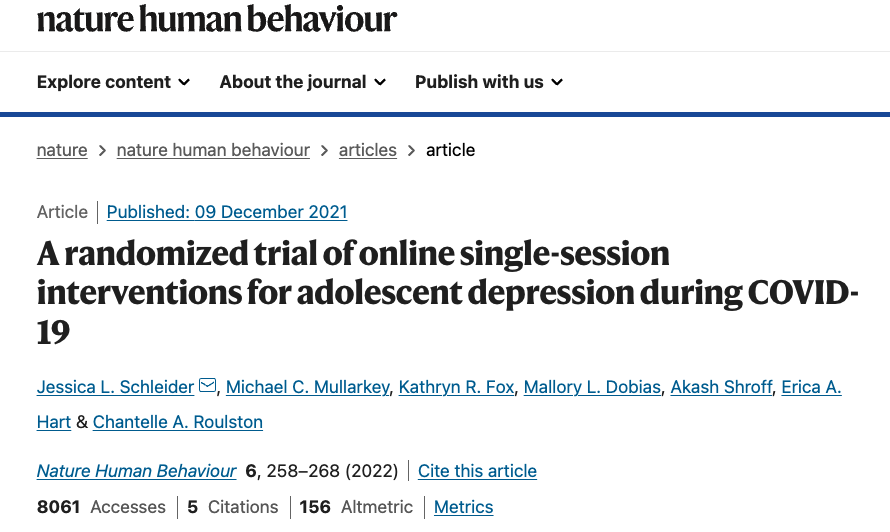 nature human behaviour
Explore content About the journal Publish with us
nature > nature human behaviour > articles > article
Article | Published: 09 December 2021
A randomized trial of online single-session
interventions for adolescent depression during COVID-
19
Jessica L. Schleider, Michael C. Mullarkey, Kathryn R. Fox, Mallory L. Dobias, Akash Shroff, Erica A.
Hart & Chantelle A. Roulston
Nature Human Behaviour 6, 258–268 (2022) | Cite this article
8061 Accesses | 5 Citations | 156 Altmetric | Metrics